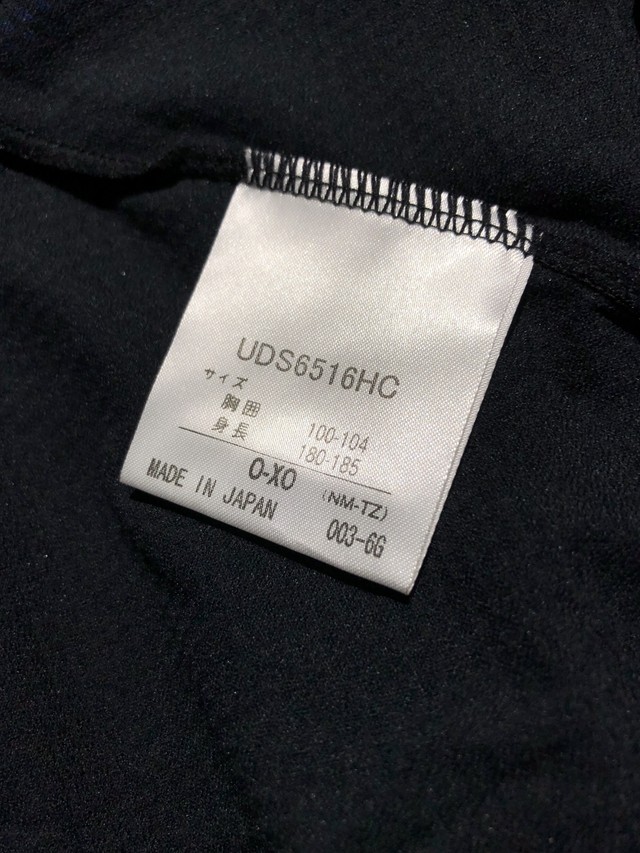 UDS6516HC
サイズ
胸囲 100-104
身長 180-185
O-XO (NM-TZ)
MADE IN JAPAN 003-6G